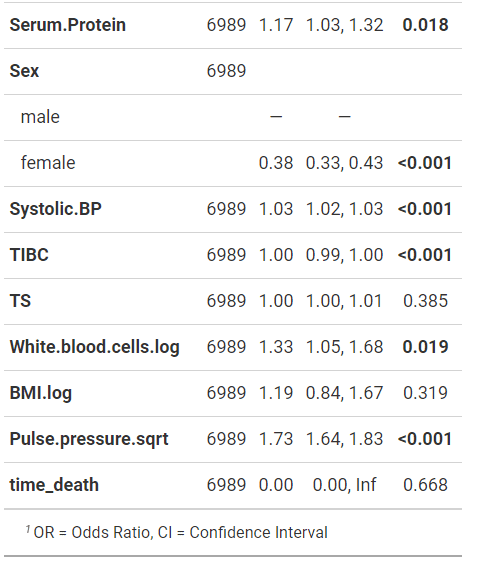 Serum.Protein 6989 1.17 1.03, 1.32 0.018
Sex 6989
male — —
female 0.38 0.33, 0.43 <0.001
Systolic.BP 6989 1.03 1.02, 1.03 <0.001
TIBC 6989 1.00 0.99, 1.00 <0.001
TS 6989 1.00 1.00, 1.01 0.385
White.blood.cells.log 6989 1.33 1.05, 1.68 0.019
BMI.log 6989 1.19 0.84, 1.67 0.319
Pulse.pressure.sqrt 6989 1.73 1.64, 1.83 <0.001
time_death 6989 0.00 0.00, Inf 0.668
1 OR = Odds Ratio, CI = Confidence Interval